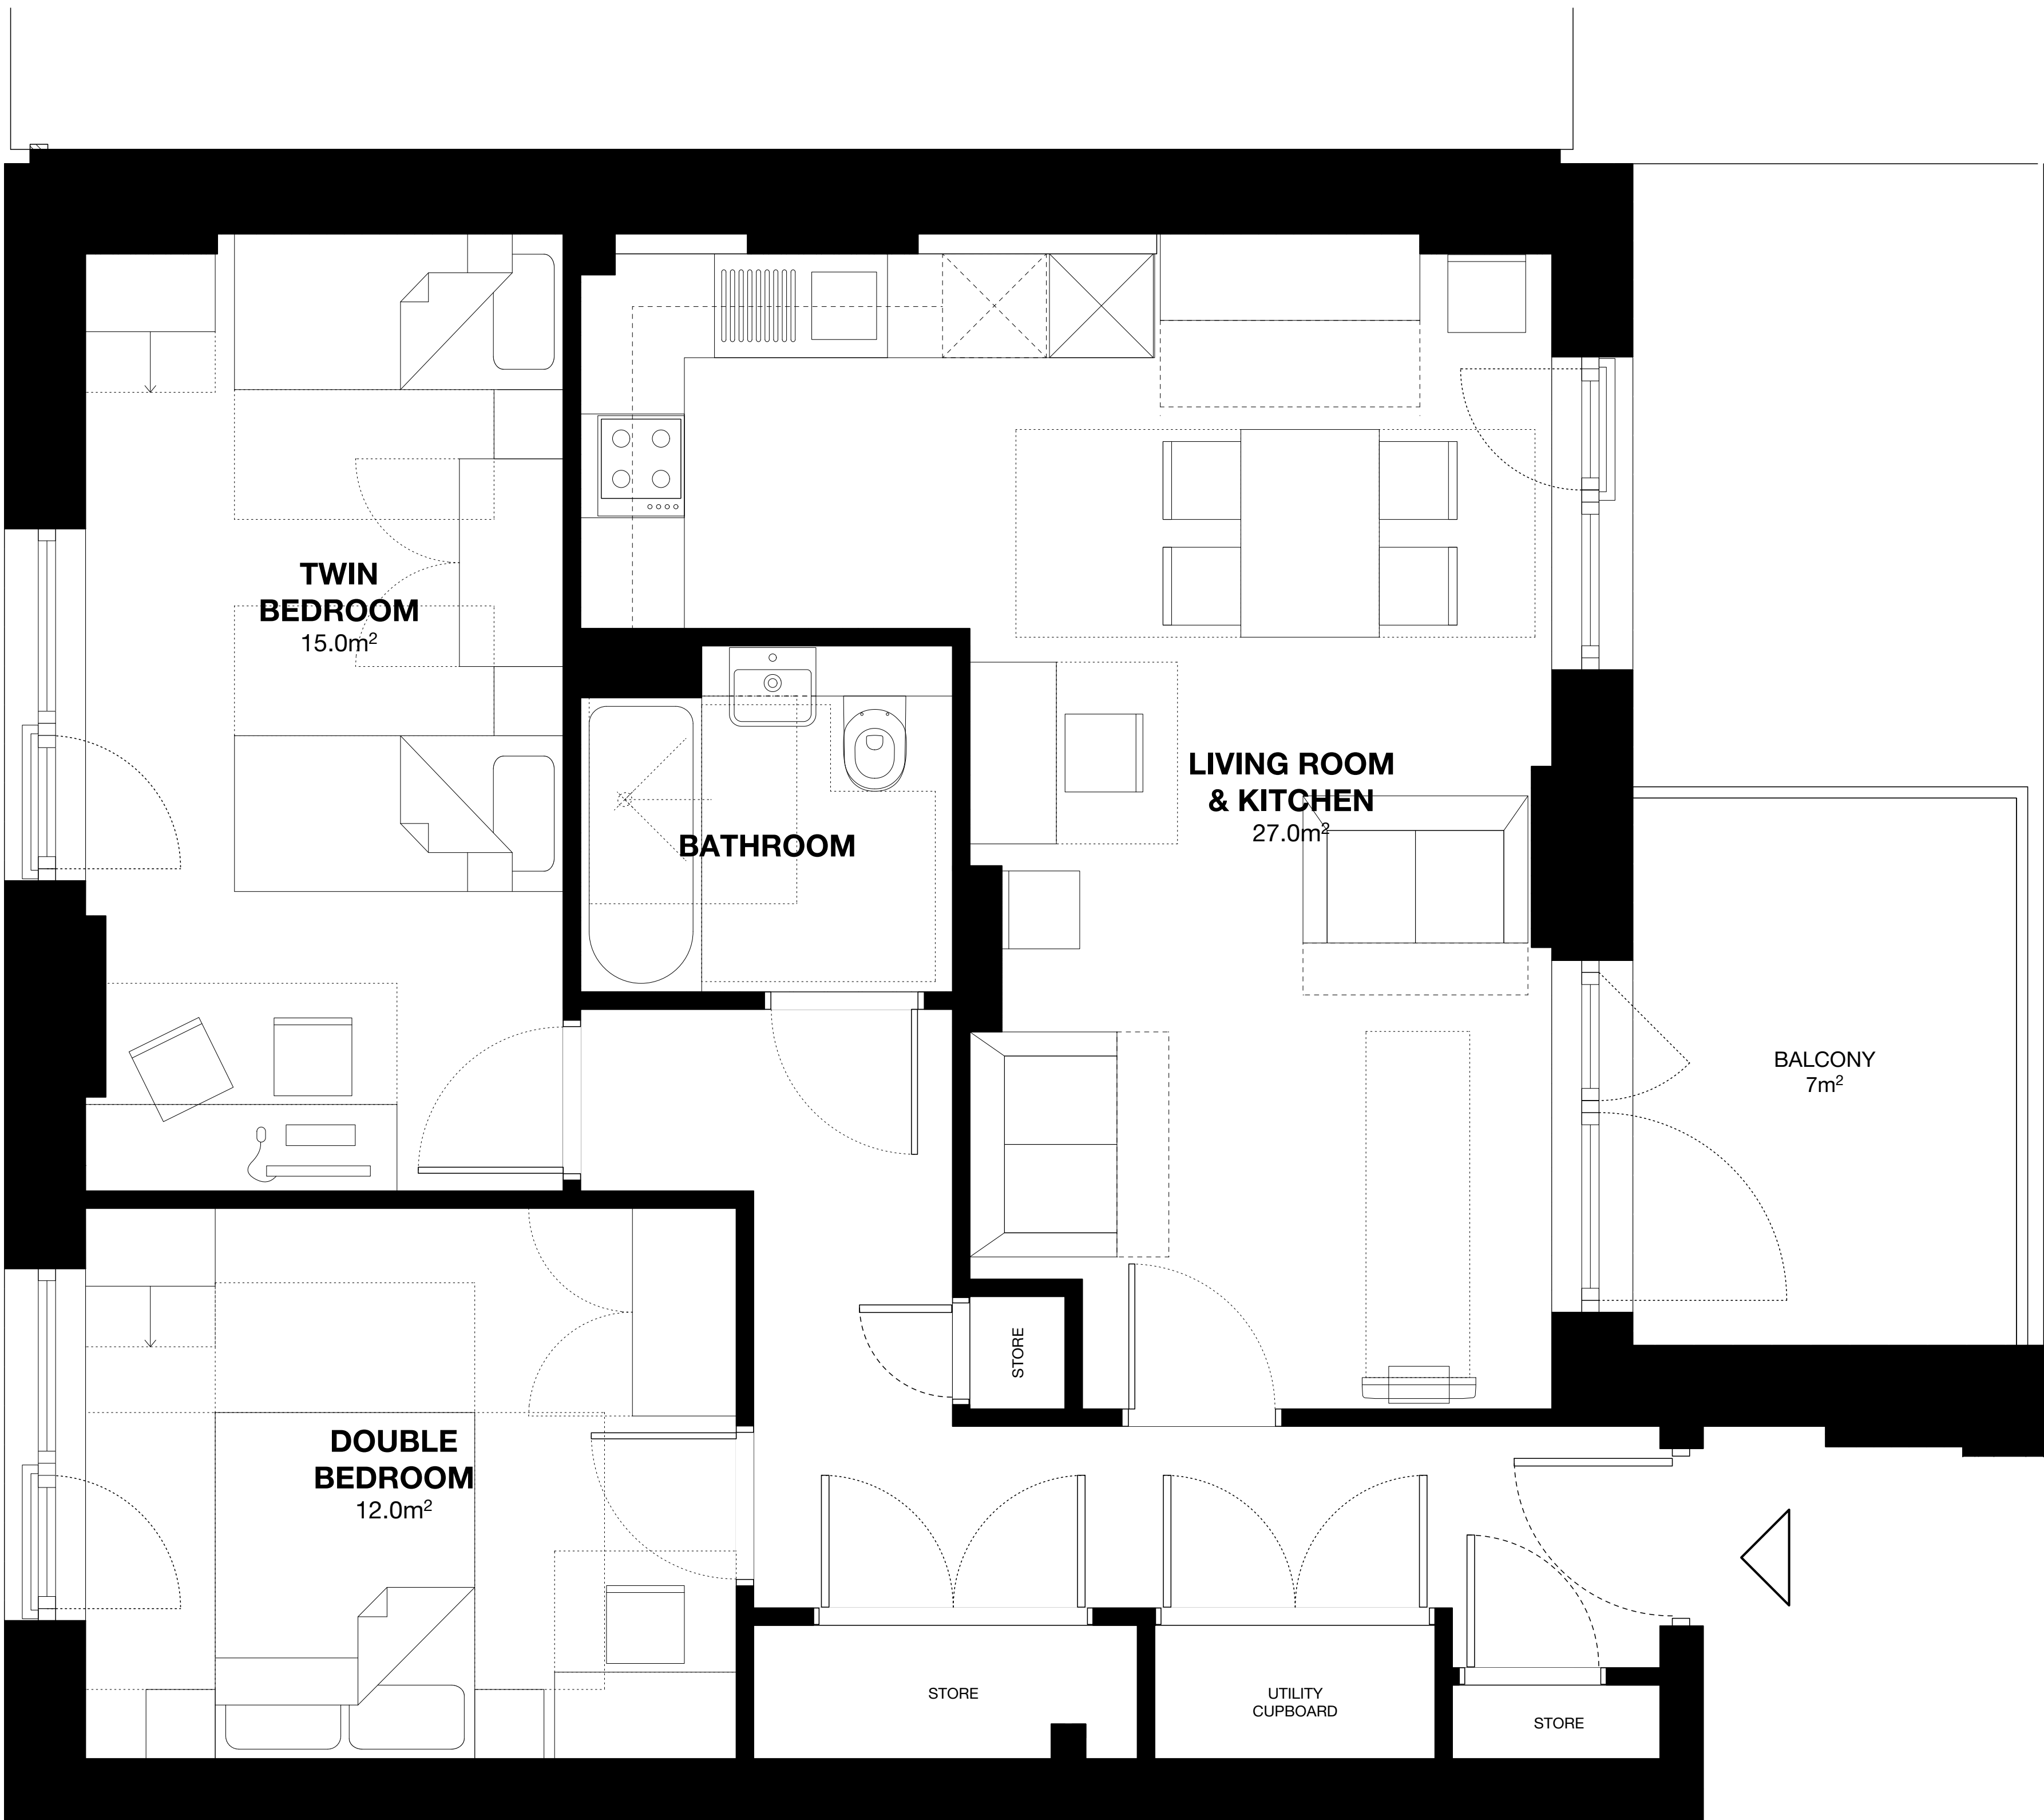 TWIN
BEDROOM
15.0m²
LIVING ROOM
& KITCHEN
27.0m²
BATHROOM
BALCONY
7m²
STORE
DOUBLE
BEDROOM
12.0m²
STORE
UTILITY
CUPBOARD
STORE